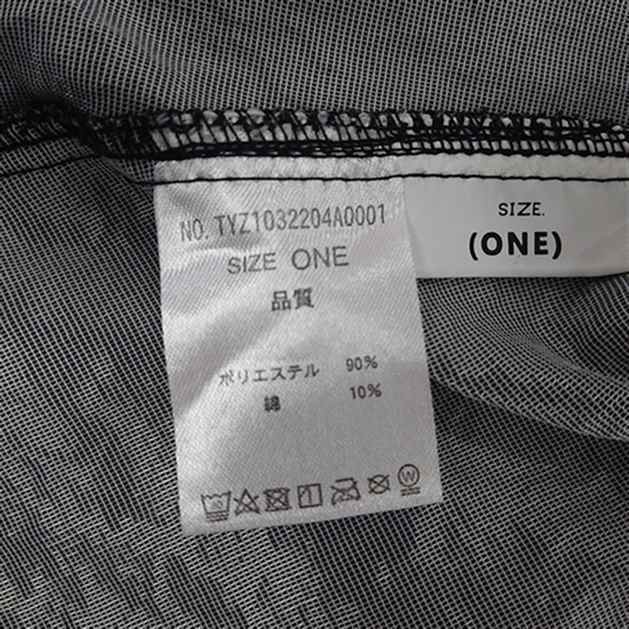 NO. TYZ1032204A0001
SIZE ONE
品質
ポリエステル 90%
綿 10%
W
SIZE.
(ONE)